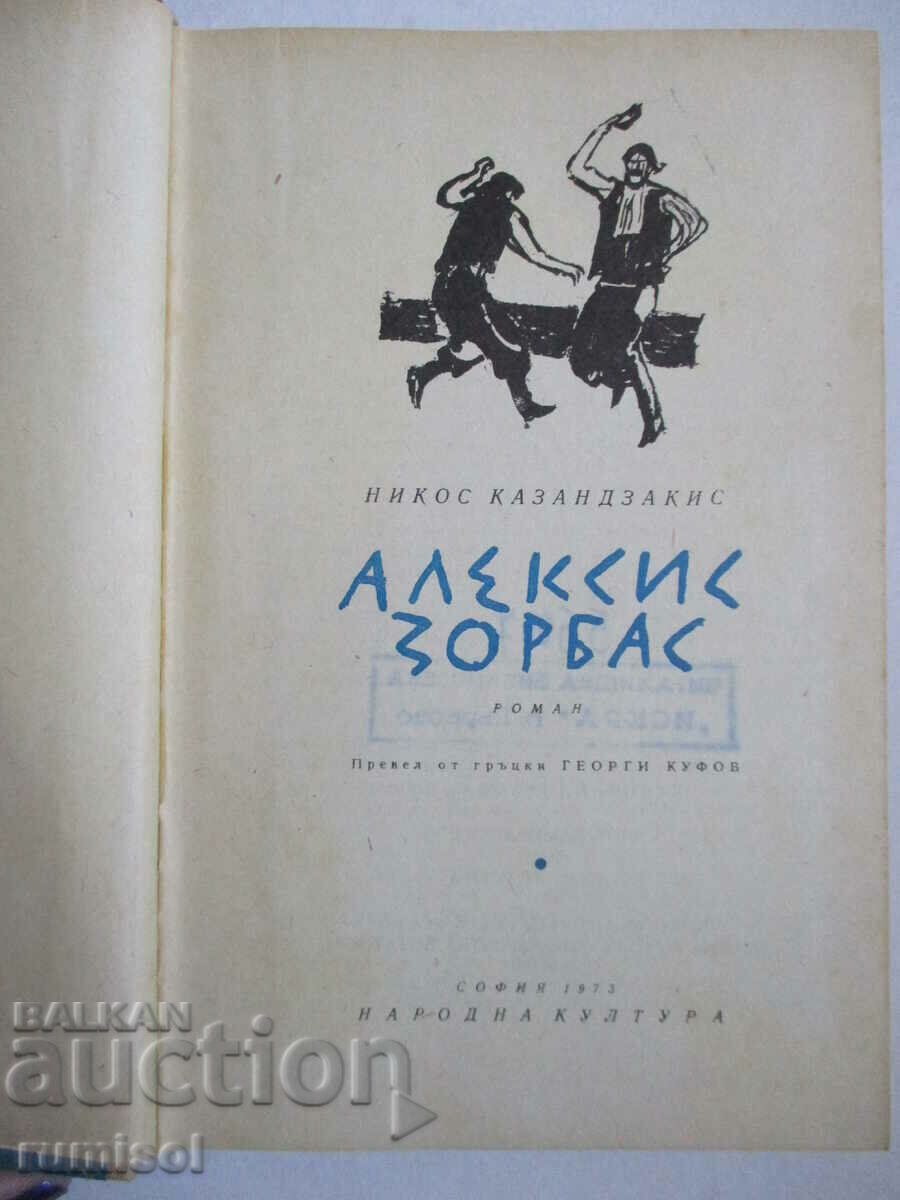 НИКОС КАЗАНДЗАКИС
АЛЕКСИС
ЗОРБАС
РОМАН
Превел от гръцки ГЕОРГИ КУФОВ
СОФИЯ 1973
НАРОДНА КУЛТУРА
BALKAN
auction
rumisol